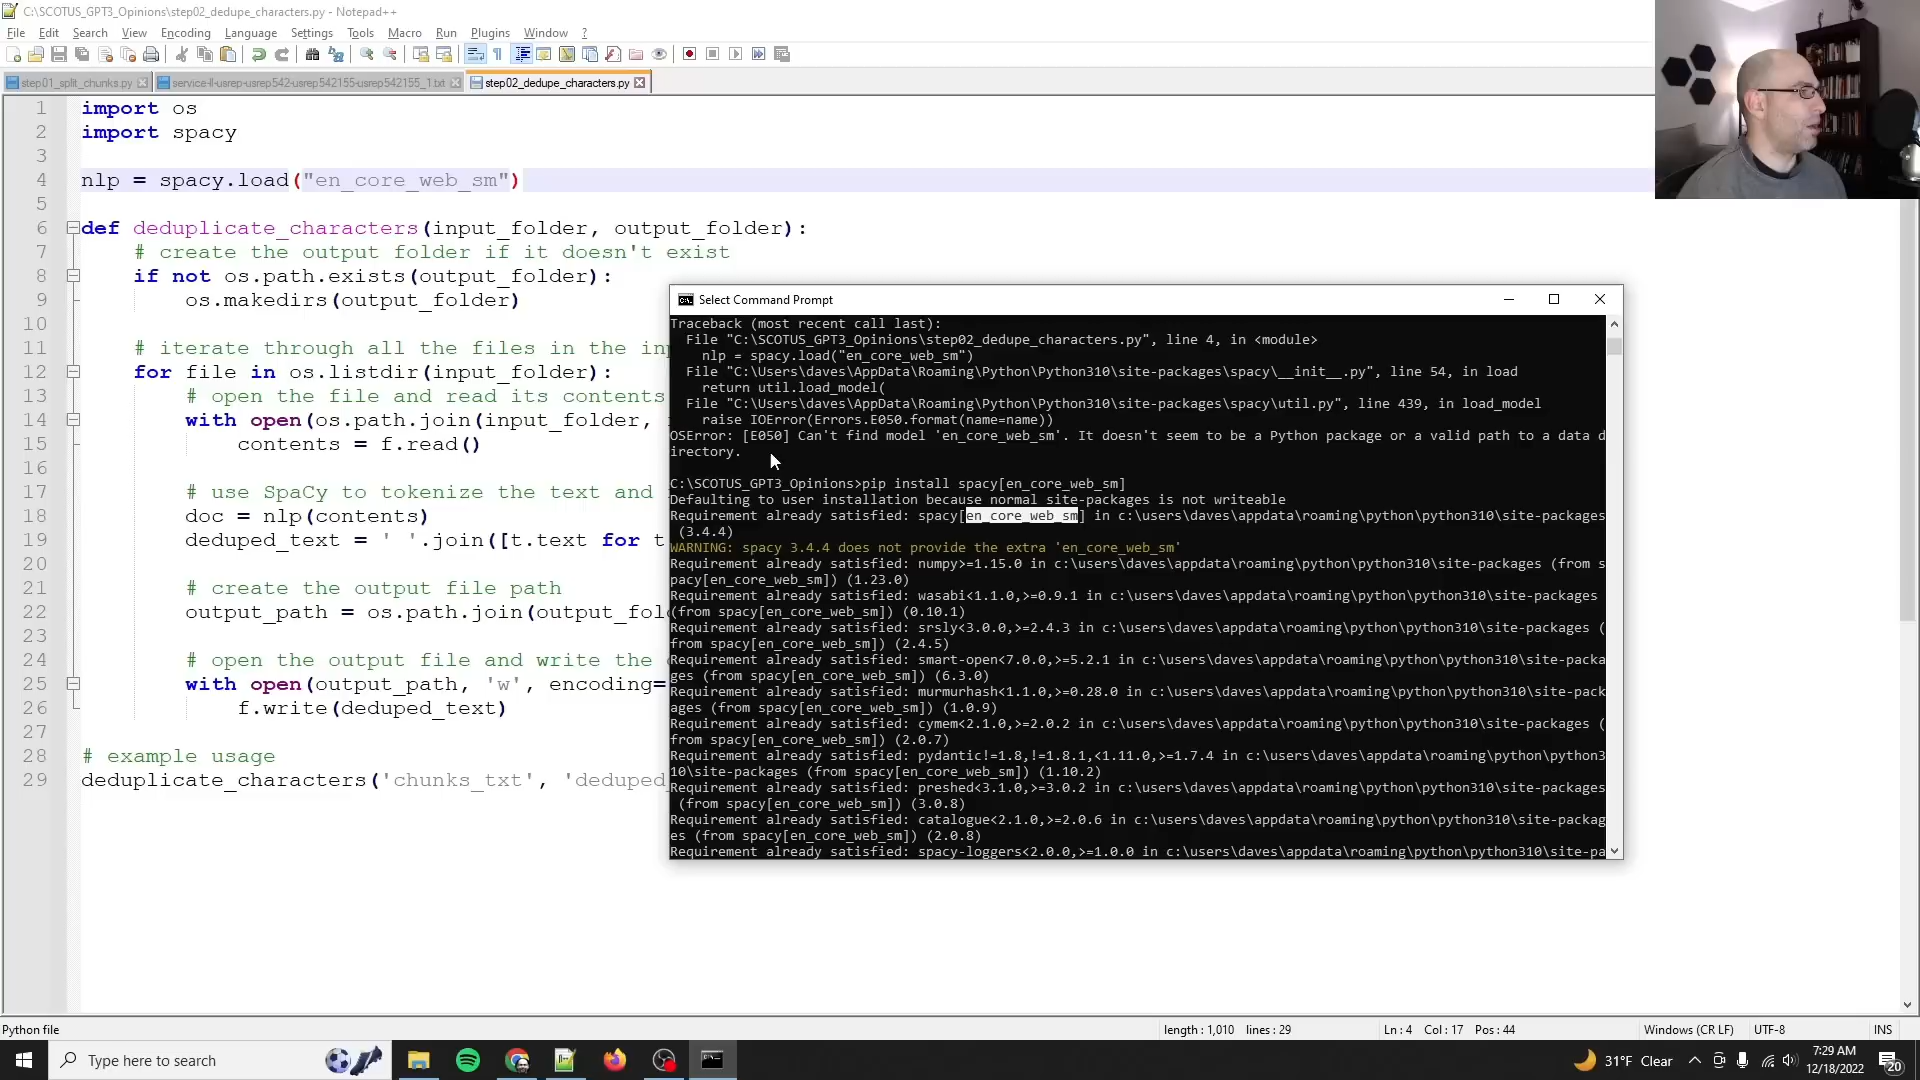 C:\SCOTUS_GPT3_Opinions\step02_dedupe_characters.py - Notepad++
File Edit Search View Encoding Language Settings Tools Macro Run Plugins Window ?
step01_split_chunks.py service-ll-usrep-usrep542-usrep542155-usrep542155_1.txt step02_dedupe_characters.py
1 import os
2 import spacy
3
4 nlp = spacy.load("en_core_web_sm")
5
6 def deduplicate_characters(input_folder, output_folder):
7 # create the output folder if it doesn't exist
8 if not os.path.exists(output_folder):
9 os.makedirs(output_folder)
10
11 # iterate through all the files in the in
12 for file in os.listdir(input_folder):
13 # open the file and read its contents
14 with open(os.path.join(input_folder,
15 contents = f.read()
16
17 # use SpaCy to tokenize the text and
18 doc = nlp(contents)
19 deduped_text = ' '.join([t.text for t
20
21 # create the output file path
22 output_path = os.path.join(output_fol
23
24 # open the output file and write the
25 with open(output_path, 'w', encoding=
26 f.write(deduped_text)
27
28 # example usage
29 deduplicate_characters('chunks_txt', 'deduped
Select Command Prompt
Traceback (most recent call last):
File "C:\SCOTUS_GPT3_Opinions\step02_dedupe_characters.py", line 4, in <module>
nlp = spacy.load("en_core_web_sm")
File "C:\Users\daves\AppData\Roaming\Python\Python310\site-packages\spacy\__init__.py", line 54, in load
return util.load_model(
File "C:\Users\daves\AppData\Roaming\Python\Python310\site-packages\spacy\util.py", line 439, in load_model
raise IOError(Errors.E050.format(name=name))
OSError: [E050] Can't find model 'en_core_web_sm'. It doesn't seem to be a Python package or a valid path to a data d
irectory.
C:\SCOTUS_GPT3_Opinions>pip install spacy[en_core_web_sm]
Defaulting to user installation because normal site-packages is not writeable
Requirement already satisfied: spacy[en_core_web_sm] in c:\users\daves\appdata\roaming\python\python310\site-packages
(3.4.4)
WARNING: spacy 3.4.4 does not provide the extra 'en_core_web_sm'
Requirement already satisfied: numpy>=1.15.0 in c:\users\daves\appdata\roaming\python\python310\site-packages (from s
pacy[en_core_web_sm]) (1.23.0)
Requirement already satisfied: wasabi<1.1.0,>=0.9.1 in c:\users\daves\appdata\roaming\python\python310\site-packages
(from spacy[en_core_web_sm]) (0.10.1)
Requirement already satisfied: srsly<3.0.0,>=2.4.3 in c:\users\daves\appdata\roaming\python\python310\site-packages (
from spacy[en_core_web_sm]) (2.4.5)
Requirement already satisfied: smart-open<7.0.0,>=5.2.1 in c:\users\daves\appdata\roaming\python\python310\site-packa
ges (from spacy[en_core_web_sm]) (6.3.0)
Requirement already satisfied: murmurhash<1.1.0,>=0.28.0 in c:\users\daves\appdata\roaming\python\python310\site-pack
ages (from spacy[en_core_web_sm]) (1.0.9)
Requirement already satisfied: cymem<2.1.0,>=2.0.2 in c:\users\daves\appdata\roaming\python\python310\site-packages (
from spacy[en_core_web_sm]) (2.0.7)
Requirement already satisfied: pydantic!=1.8,!=1.8.1,<1.11.0,>=1.7.4 in c:\users\daves\appdata\roaming\python\python3
10\site-packages (from spacy[en_core_web_sm]) (1.10.2)
Requirement already satisfied: preshed<3.1.0,>=3.0.2 in c:\users\daves\appdata\roaming\python\python310\site-packages
(from spacy[en_core_web_sm]) (3.0.8)
Requirement already satisfied: catalogue<2.1.0,>=2.0.6 in c:\users\daves\appdata\roaming\python\python310\site-packag
es (from spacy[en_core_web_sm]) (2.0.8)
Requirement already satisfied: spacy-loggers<2.0.0,>=1.0.0 in c:\users\daves\appdata\roaming\python\python310\site-pa
Python file length : 1,010 lines : 29 Ln : 4 Col : 17 Pos : 44 Windows (CR LF) UTF-8 INS
Type here to search 31°F Clear 7:29 AM
12/18/2022 20